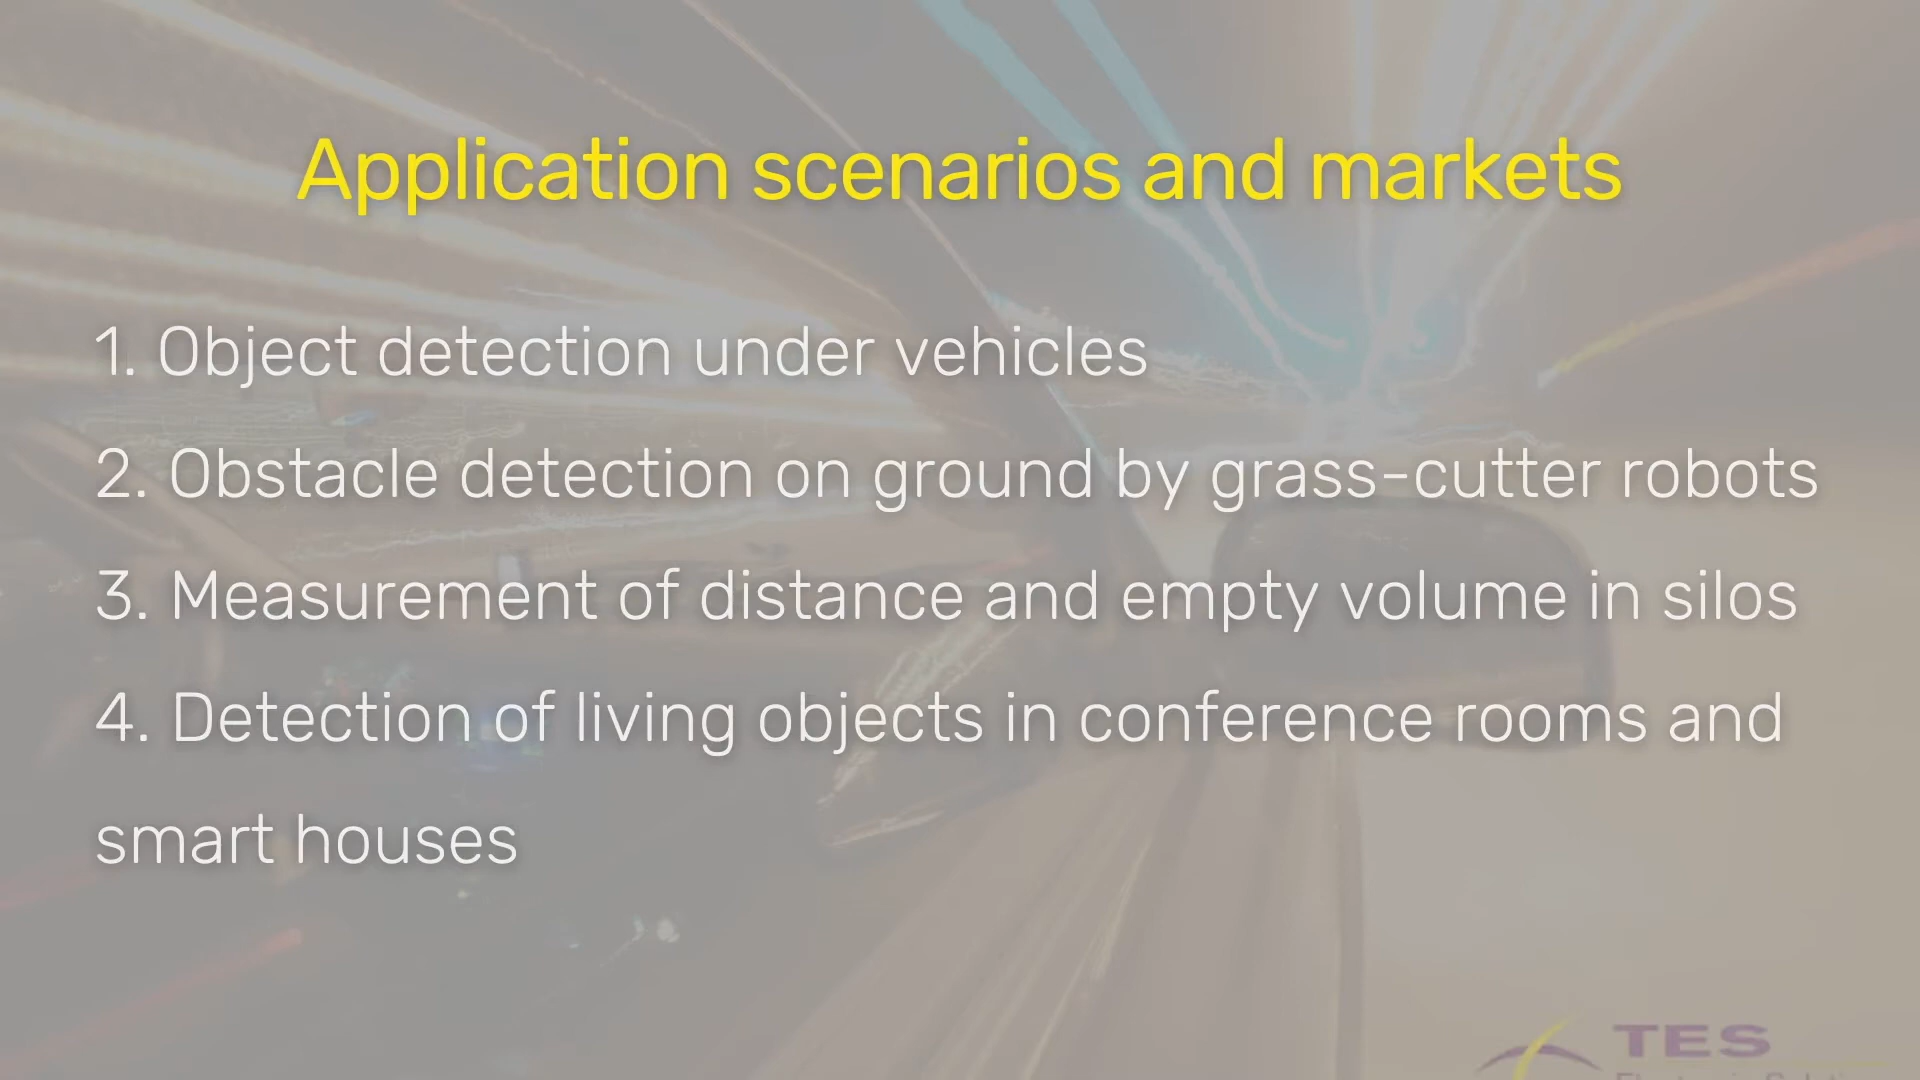 Application scenarios and markets
1. Object detection under vehicles
2. Obstacle detection on ground by grass-cutter robots
3. Measurement of distance and empty volume in silos
4. Detection of living objects in conference rooms and
smart houses
TES